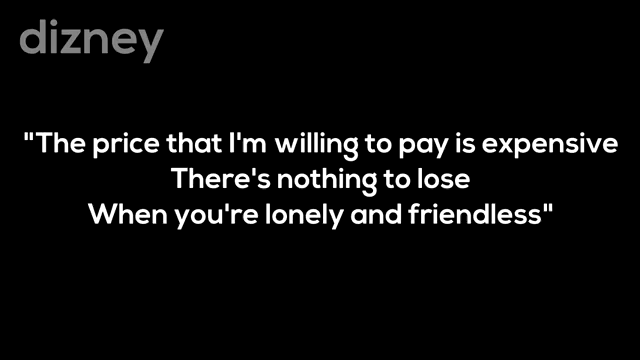 dizney
"The price that I'm willing to pay is expensive
There's nothing to lose
When you're lonely and friendless"